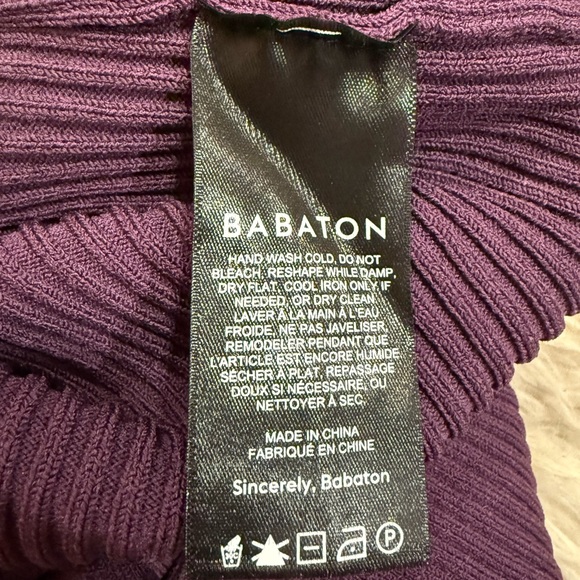 BABATON
HAND WASH COLD, DO NOT
BLEACH, RESHAPE WHILE DAMP,
DRY FLAT. COOL IRON ONLY IF
NEEDED, OR DRY CLEAN.
LAVER À LA MAIN À L'EAU
FROIDE, NE PAS JAVELISER,
REMODELER PENDANT QUE
L'ARTICLE EST ENCORE HUMIDE.
SÉCHER À PLAT. REPASSAGE
DOUX SI NÉCESSAIRE, OU
NETTOYER À SEC.
MADE IN CHINA
FABRIQUÉ EN CHINE
Sincerely, Babaton
P